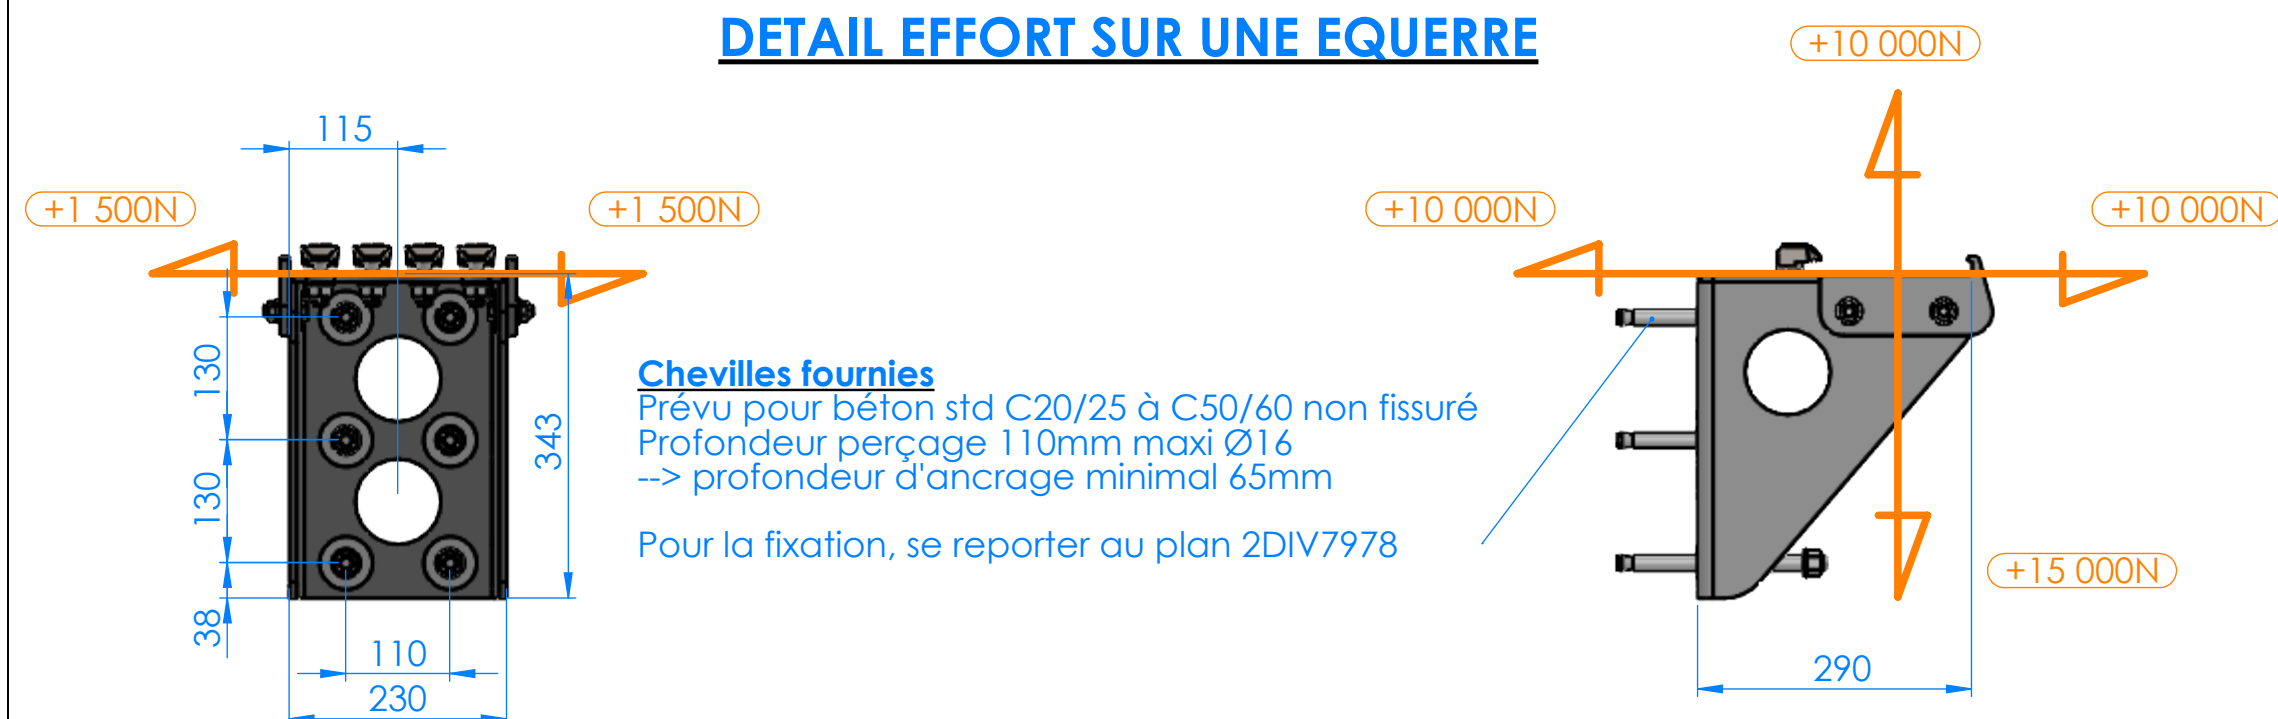 DETAIL EFFORT SUR UNE EQUERRE
+10 000N
115
+1 500N
+1 500N
+10 000N
+10 000N
130
343
130
38
110
230
Chevilles fournies
Prévu pour béton std C20/25 à C50/60 non fissuré
Profondeur perçage 110mm maxi Ø16
--> profondeur d'ancrage minimal 65mm
Pour la fixation, se reporter au plan 2DIV7978
+15 000N
290